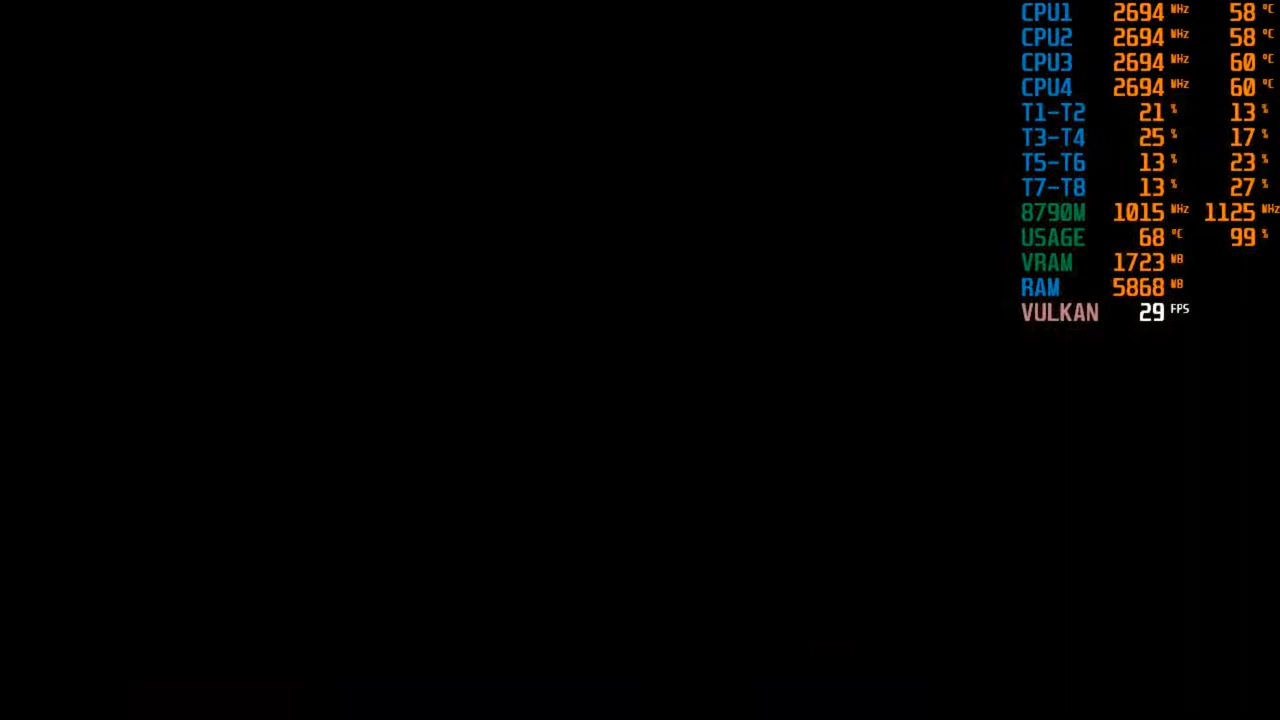 CPU1 2694 MHz 58 °C
CPU2 2694 MHz 58 °C
CPU3 2694 MHz 60 °C
CPU4 2694 MHz 60 °C
T1-T2 21 % 13 %
T3-T4 25 % 17 %
T5-T6 13 % 23 %
T7-T8 13 % 27 %
8790M 1015 MHz 1125 MHz
USAGE 68 °C 99 %
VRAM 1723 MB
RAM 5868 MB
VULKAN 29 FPS